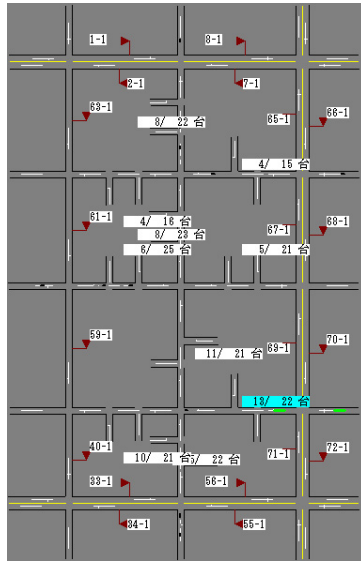 1-1
8-1
2-1
7-1
63-1
66-1
8/ 22 台
65-1
4/ 15 台
61-1
4/ 16 台
68-1
8/ 23 台
67-1
6/ 25 台
5/ 21 台
59-1
70-1
69-1
11/ 21 台
13/ 22 台
40-1
72-1
71-1
10/ 21 台
/ 22 台
33-1
56-1
34-1
55-1